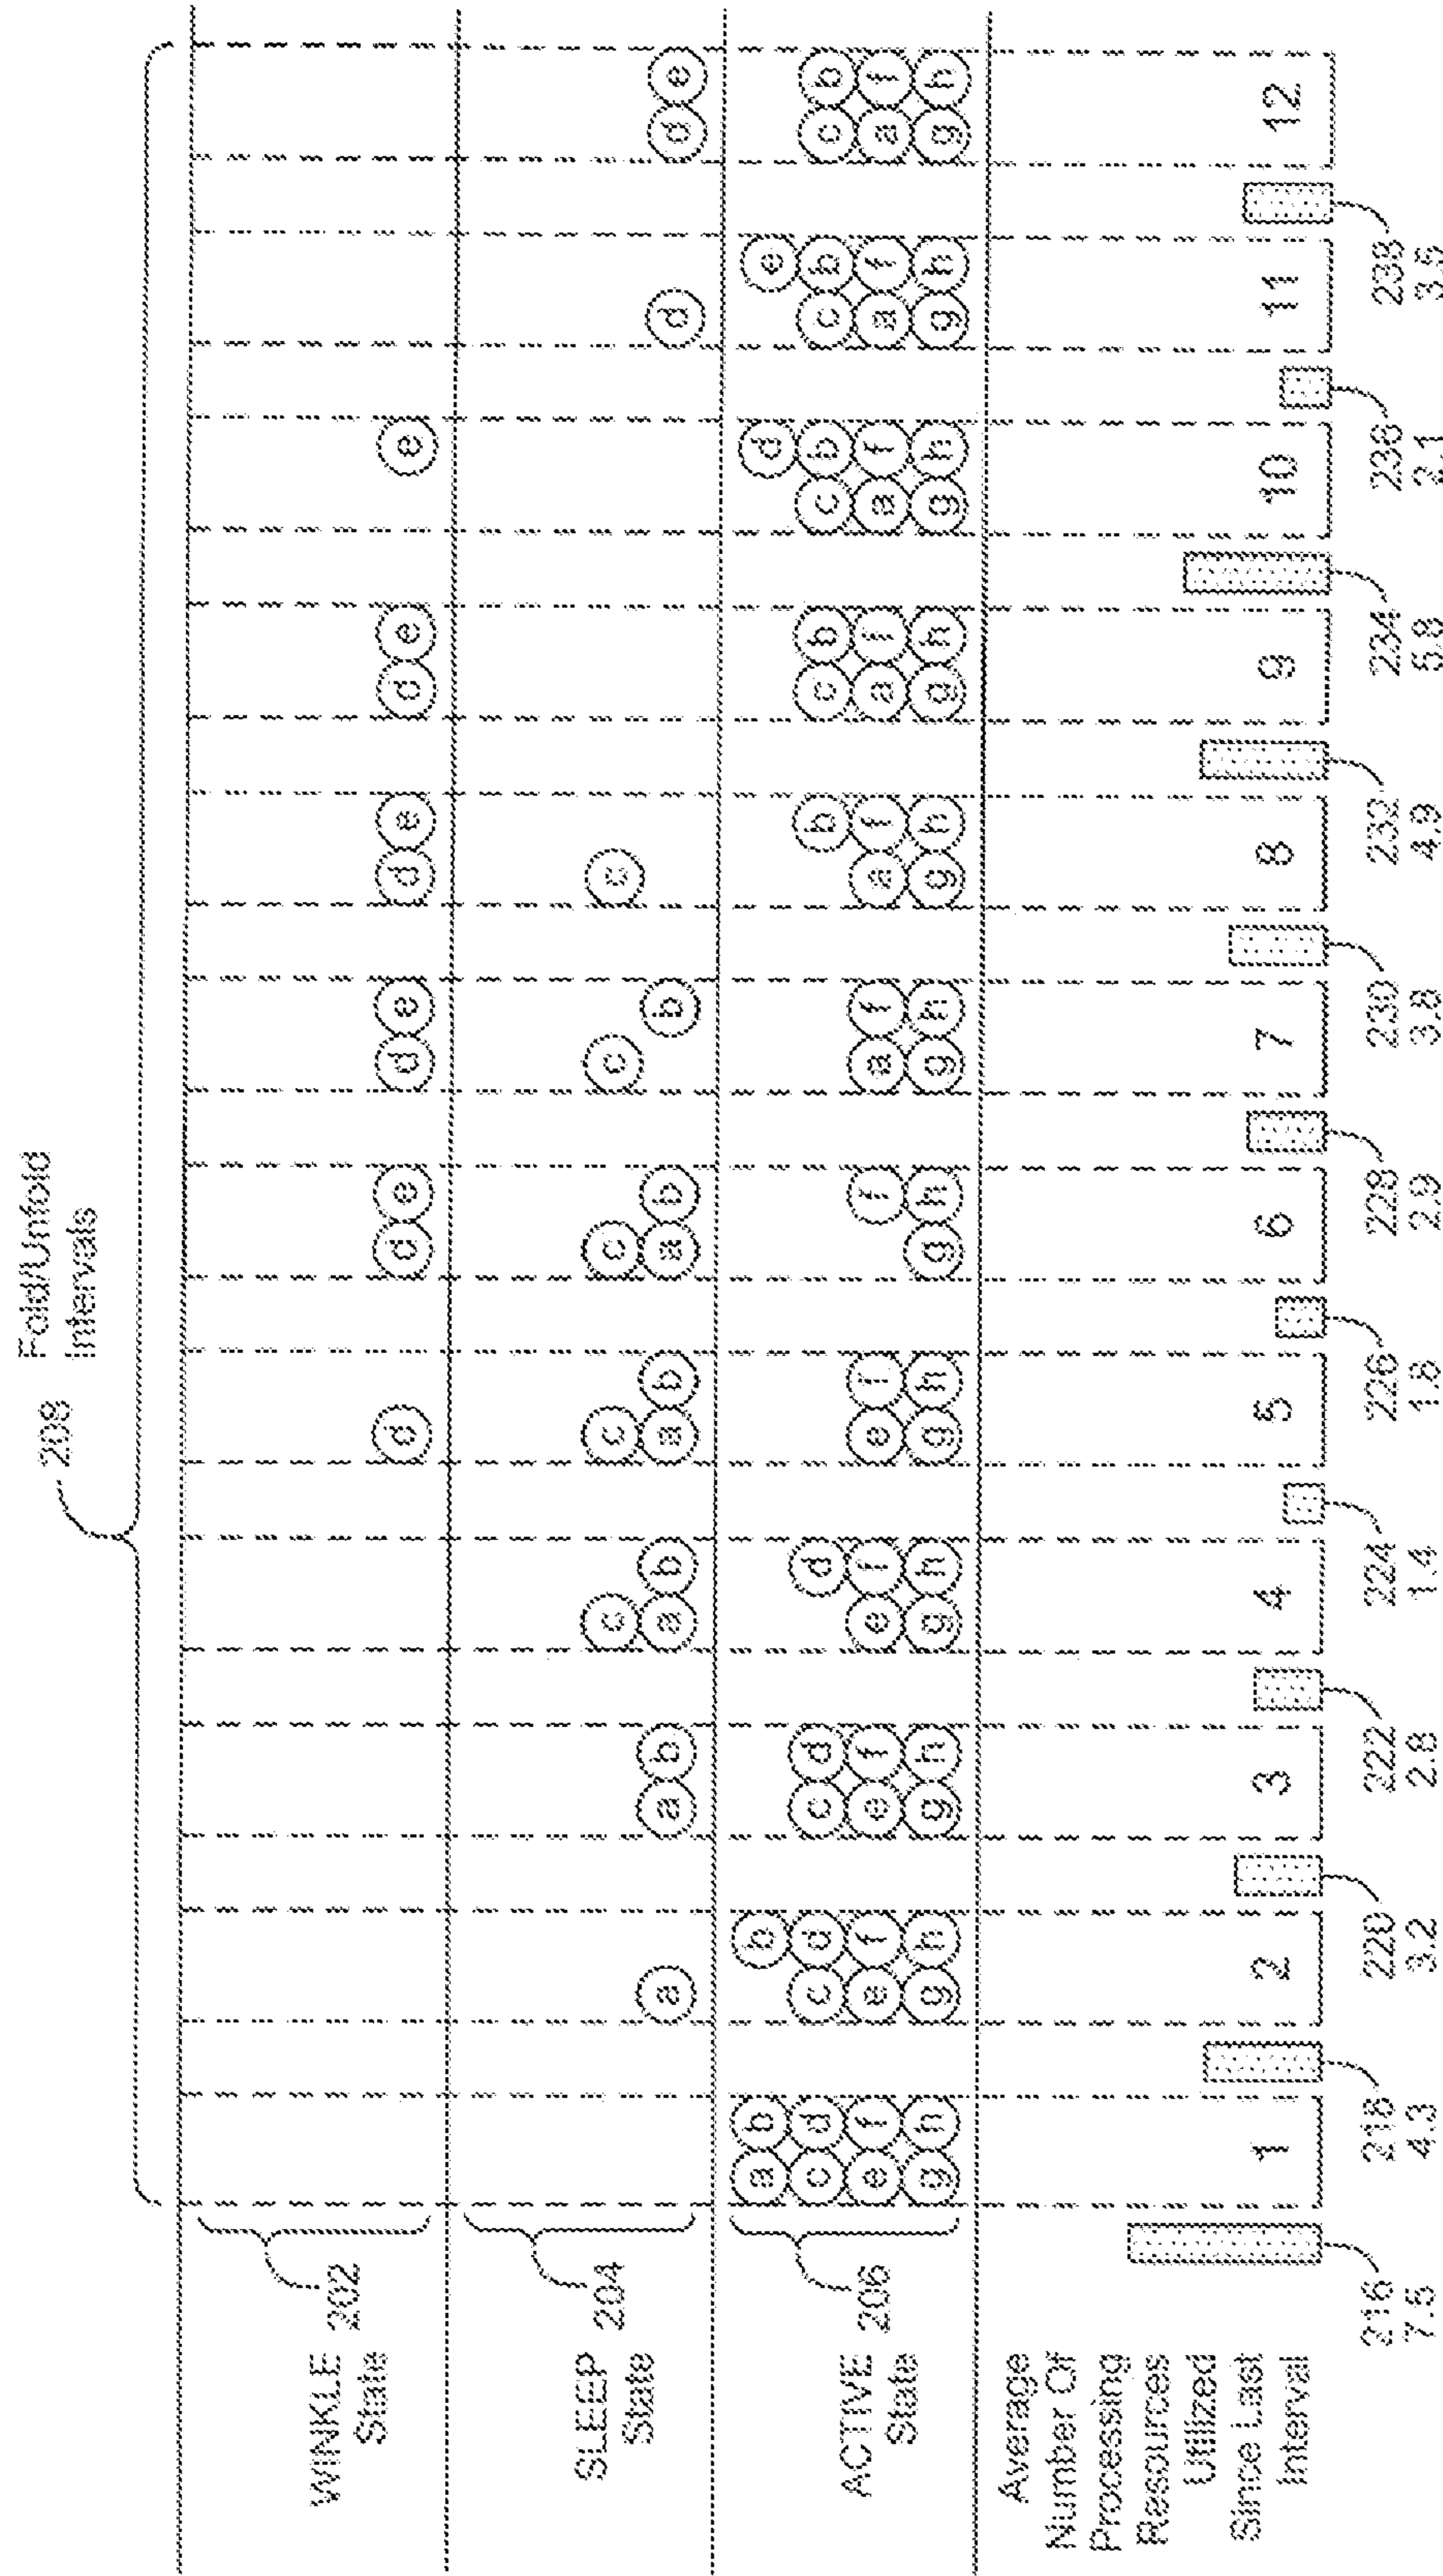 Fold/Unfold
Intervals
208
WINKLE 202
State
d d e d e d e d e e
SLEEP 204
State
c c c c c
a a b a b a b a b b d d e
ACTIVE 206
State
a b b d e
c d c d c d d b c b c b c b c b
e f e f e f e f e f f a f a f a f a f a f a f
g h g h g h g h g h g h g h g h g h g h g h g h
Average
Number Of
Processing
Resources
Utilized
Since Last
Interval
1 2 3 4 5 6 7 8 9 10 11 12
216 218 220 222 224 226 228 230 232 234 236 238
7.5 4.3 3.2 2.8 1.4 1.8 2.9 3.8 4.9 5.8 2.1 3.5